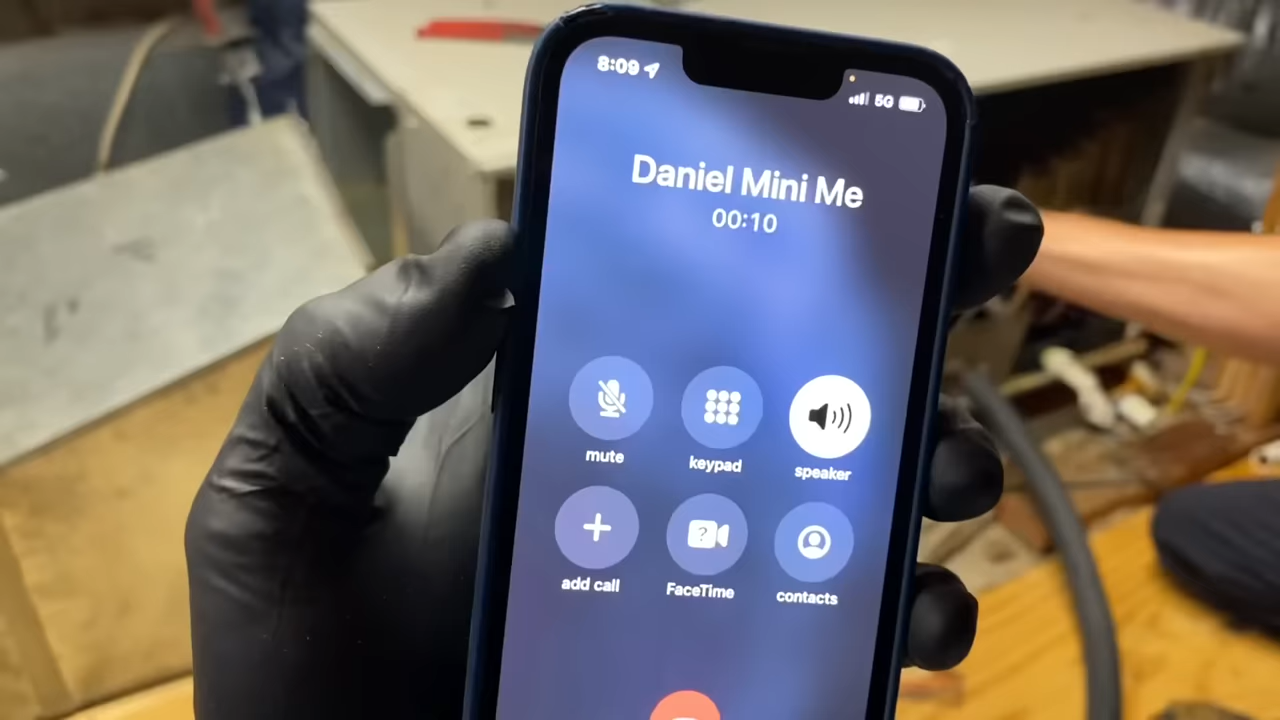 8:09
5G
Daniel Mini Me
00:10
mute
keypad
speaker
add call
FaceTime
contacts